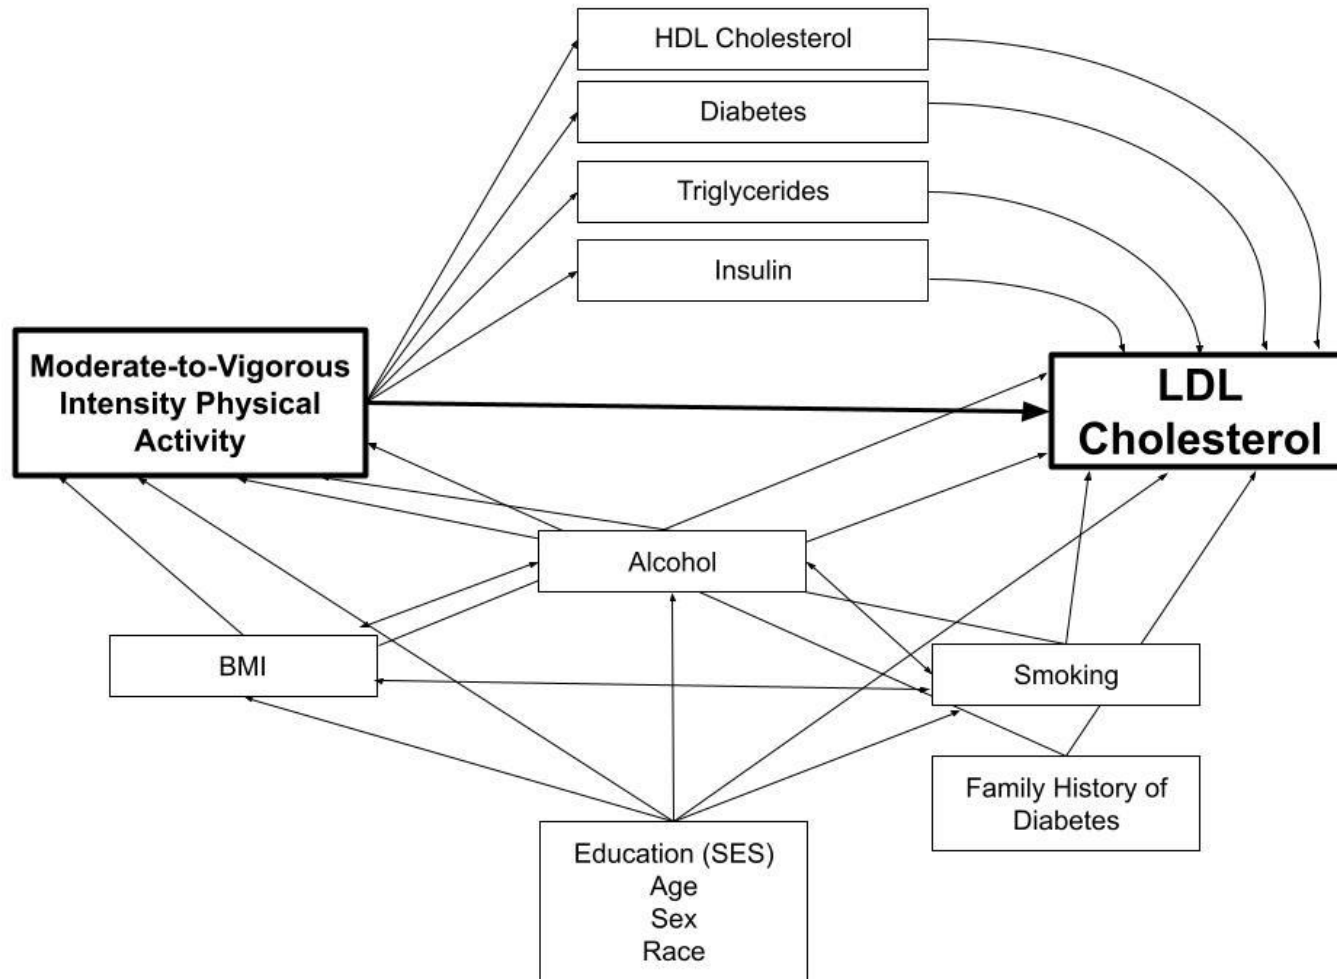 HDL Cholesterol
Diabetes
Triglycerides
Insulin
Moderate-to-Vigorous
Intensity Physical
Activity
LDL
Cholesterol
Alcohol
BMI
Smoking
Family History of
Diabetes
Education (SES)
Age
Sex
Race